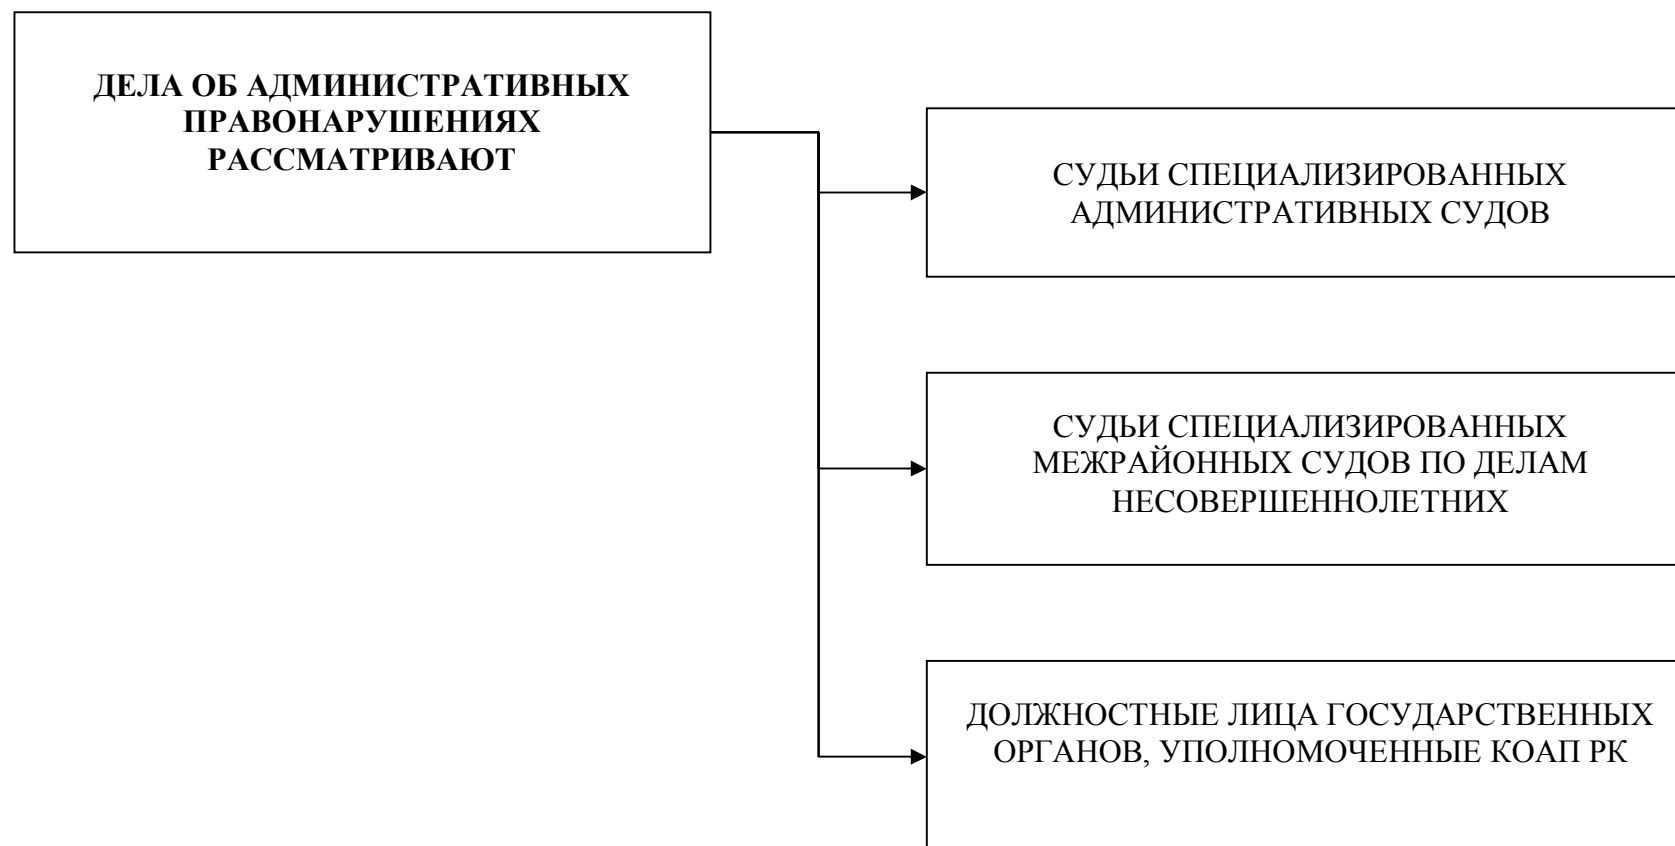 ДЕЛА ОБ АДМИНИСТРАТИВНЫХ
ПРАВОНАРУШЕНИЯХ
РАССМАТРИВАЮТ
СУДЬИ СПЕЦИАЛИЗИРОВАННЫХ
АДМИНИСТРАТИВНЫХ СУДОВ
СУДЬИ СПЕЦИАЛИЗИРОВАННЫХ
МЕЖРАЙОННЫХ СУДОВ ПО ДЕЛАМ
НЕСОВЕРШЕННОЛЕТНИХ
ДОЛЖНОСТНЫЕ ЛИЦА ГОСУДАРСТВЕННЫХ
ОРГАНОВ, УПОЛНОМОЧЕННЫЕ КОАП РК